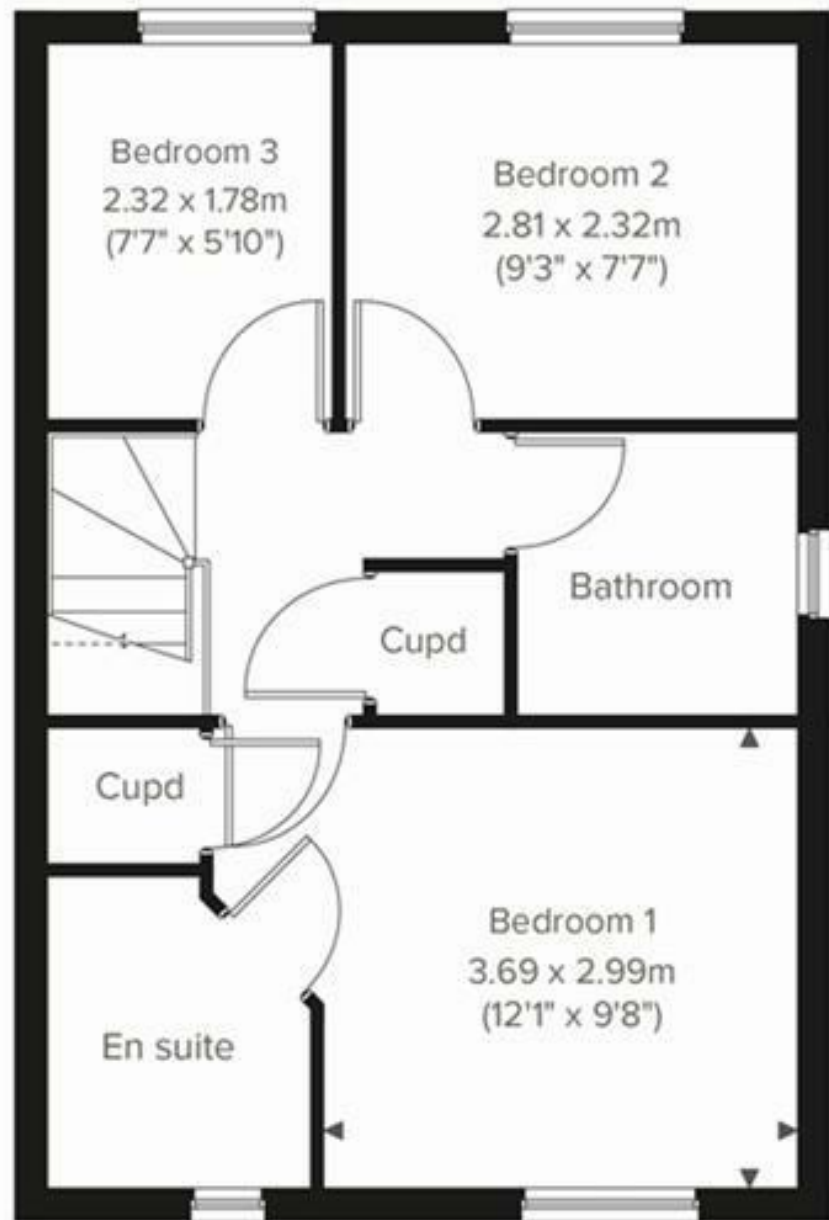 Bedroom 3
2.32 x 1.78m
(7'7" x 5'10")
Bedroom 2
2.81 x 2.32m
(9'3" x 7'7")
Bathroom
Cupd
Cupd
Bedroom 1
3.69 x 2.99m
(12'1" x 9'8")
En suite